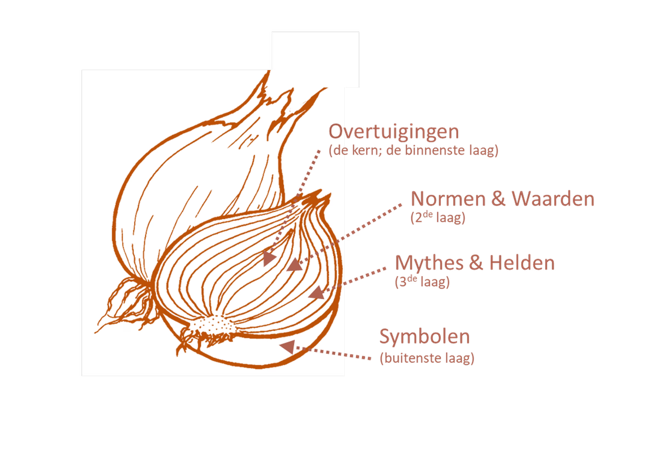 Overtuigingen
(de kern; de binnenste laag)
Normen & Waarden
(2de laag)
Mythes & Helden
(3de laag)
Symbolen
(buitenste laag)